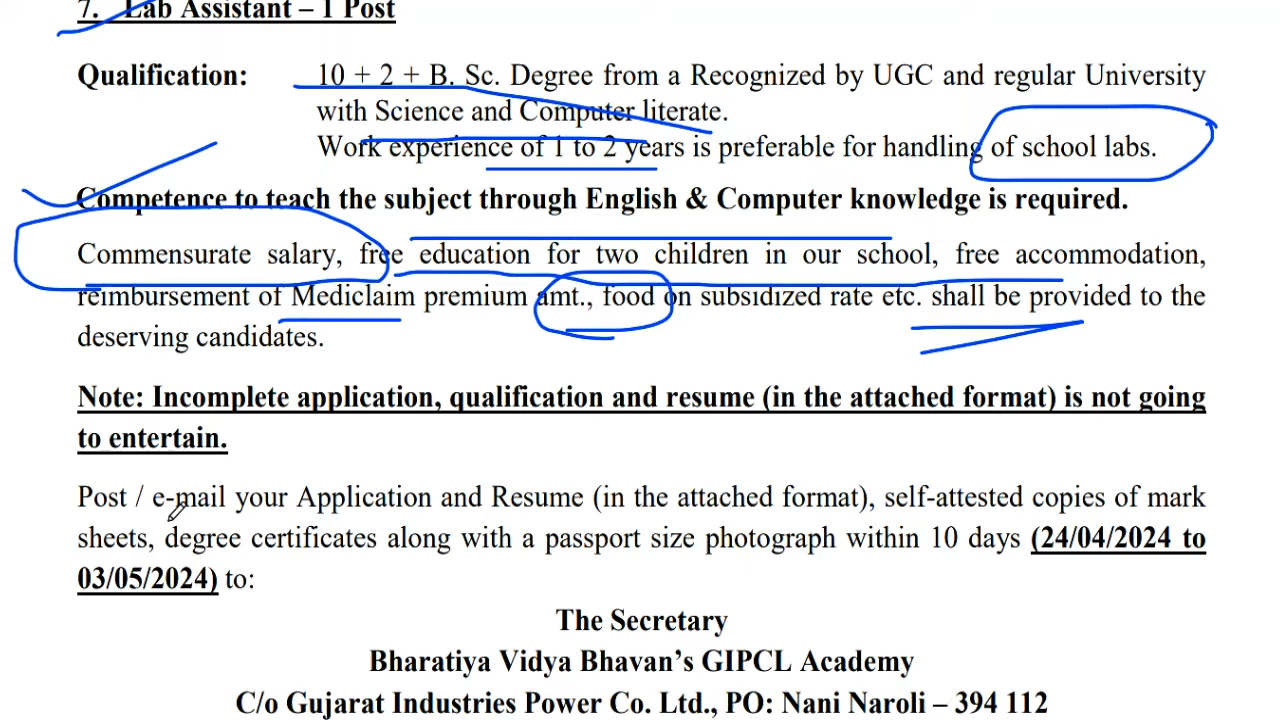 7. Lab Assistant – 1 Post
Qualification: 10 + 2 + B. Sc. Degree from a Recognized by UGC and regular University
with Science and Computer literate.
Work experience of 1 to 2 years is preferable for handling of school labs.
Competence to teach the subject through English & Computer knowledge is required.
Commensurate salary, free education for two children in our school, free accommodation,
reimbursement of Mediclaim premium amt., food on subsidized rate etc. shall be provided to the
deserving candidates.
Note: Incomplete application, qualification and resume (in the attached format) is not going
to entertain.
Post / e-mail your Application and Resume (in the attached format), self-attested copies of mark
sheets, degree certificates along with a passport size photograph within 10 days (24/04/2024 to
03/05/2024) to:
The Secretary
Bharatiya Vidya Bhavan’s GIPCL Academy
C/o Gujarat Industries Power Co. Ltd., PO: Nani Naroli – 394 112